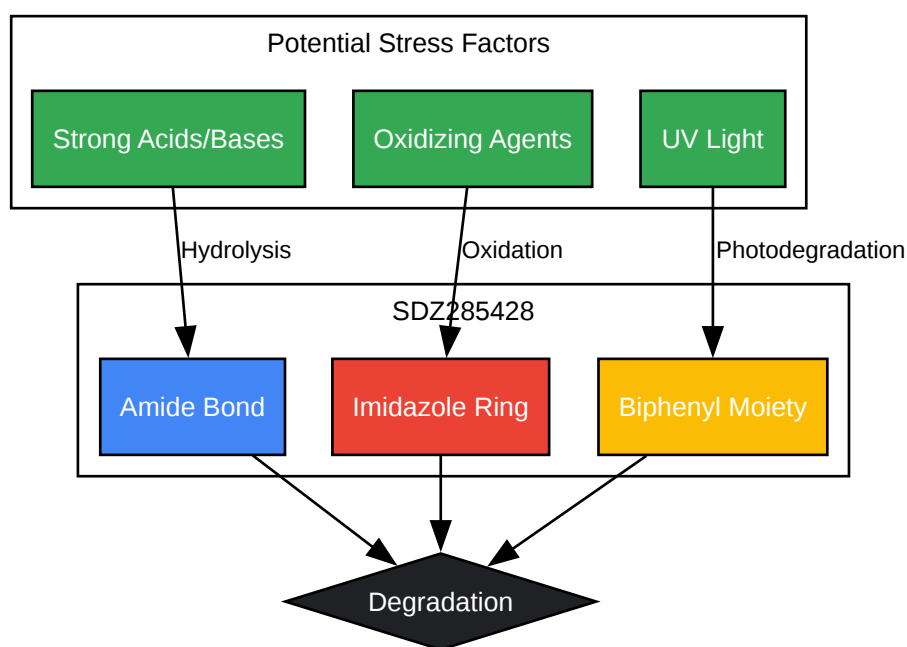 Potential Stress Factors
Strong Acids/Bases
Oxidizing Agents
UV Light
Hydrolysis
Oxidation
Photodegradation
SDZ285428
Amide Bond
Imidazole Ring
Biphenyl Moiety
Degradation